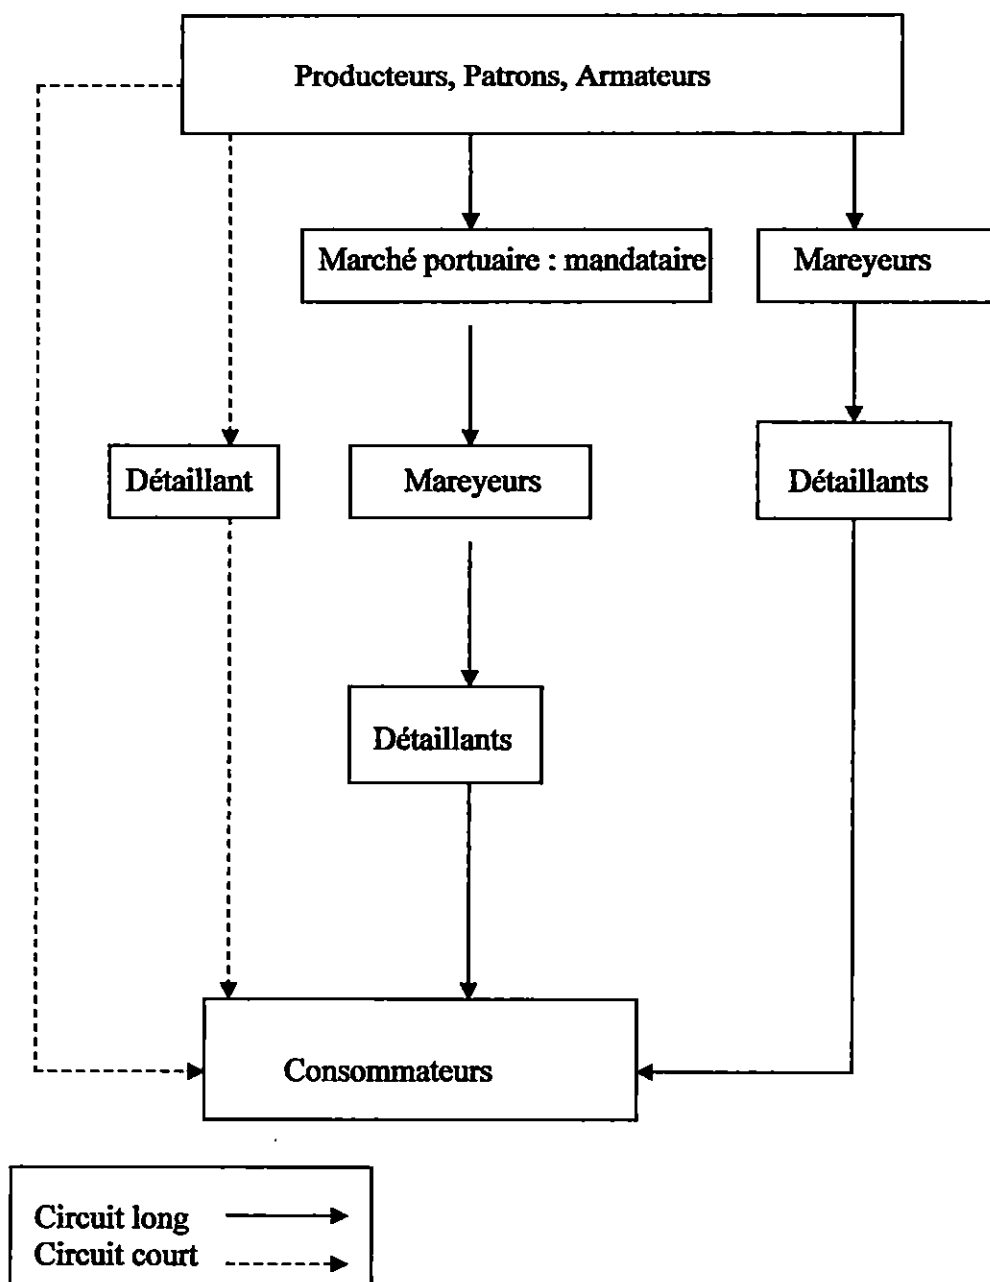 Producteurs, Patrons, Armateurs
Marché portuaire : mandataire
Mareyeurs
Détaillant
Mareyeurs
Détaillants
Détaillants
Consommateurs
Circuit long
Circuit court